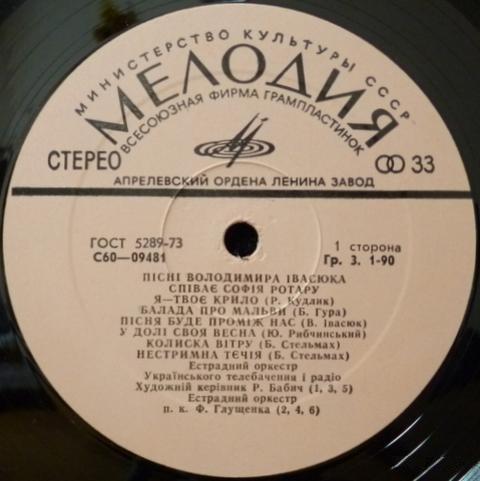 МИНИСТЕРСТВО КУЛЬТУРЫ СССР
МЕЛОДИЯ
ВСЕСОЮЗНАЯ ФИРМА ГРАМПЛАСТИНОК
СТЕРЕО 33
АПРЕЛЕВСКИЙ ОРДЕНА ЛЕНИНА ЗАВОД
ГОСТ 5289-73 1 сторона
С60—09481 Гр. 3. 1-90
ПІСНІ ВОЛОДИМИРА ІВАСЮКА
СПІВАЄ СОФІЯ РОТАРУ
Я—ТВОЄ КРИЛО (Р. Кудлик)
БАЛАДА ПРО МАЛЬВИ (Б. Гура)
ПІСНЯ БУДЕ ПРОМІЖ НАС (В. Івасюк)
У ДОЛІ СВОЯ ВЕСНА (Ю. Рибчинський)
КОЛИСКА ВІТРУ (Б. Стельмах)
НЕСТРИМНА ТЕЧІЯ (Б. Стельмах)
Естрадний оркестр
Українського телебачення і радіо
Художній керівник Р. Бабич (1, 3, 5)
Естрадний оркестр
п. к. Ф. Глущенка (2, 4, 6)